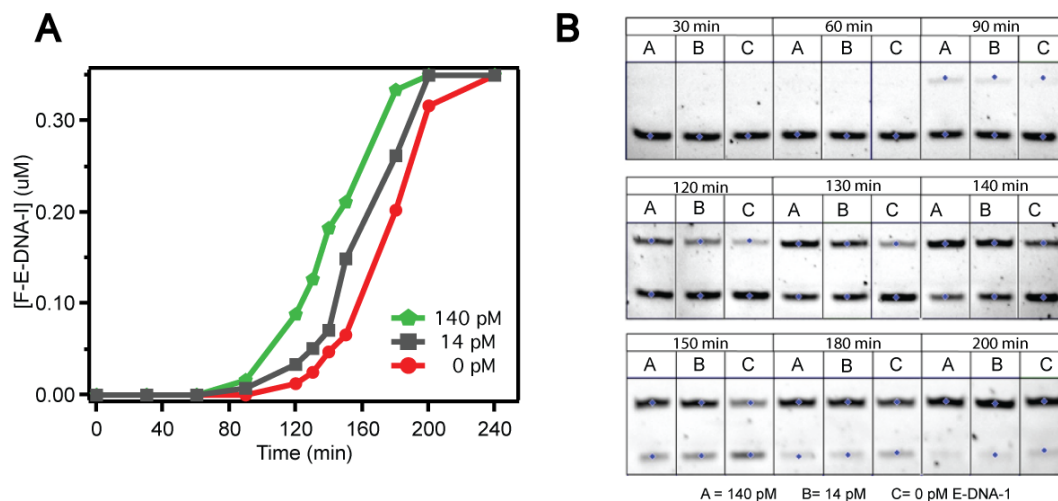 A
[F-E-DNA-I] (uM)
0.30
0.20
0.10
0.00
0 40 80 120 160 200 240
Time (min)
140 pM
14 pM
0 pM
B
30 min 60 min 90 min
A B C A B C A B C
120 min 130 min 140 min
A B C A B C A B C
150 min 180 min 200 min
A B C A B C A B C
A = 140 pM B= 14 pM C= 0 pM E-DNA-1